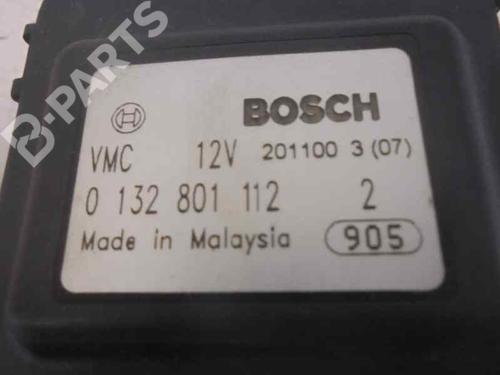 B-PARTS
BOSCH
VMC 12V 201100 3 (07)
0 132 801 112 2
Made in Malaysia 905